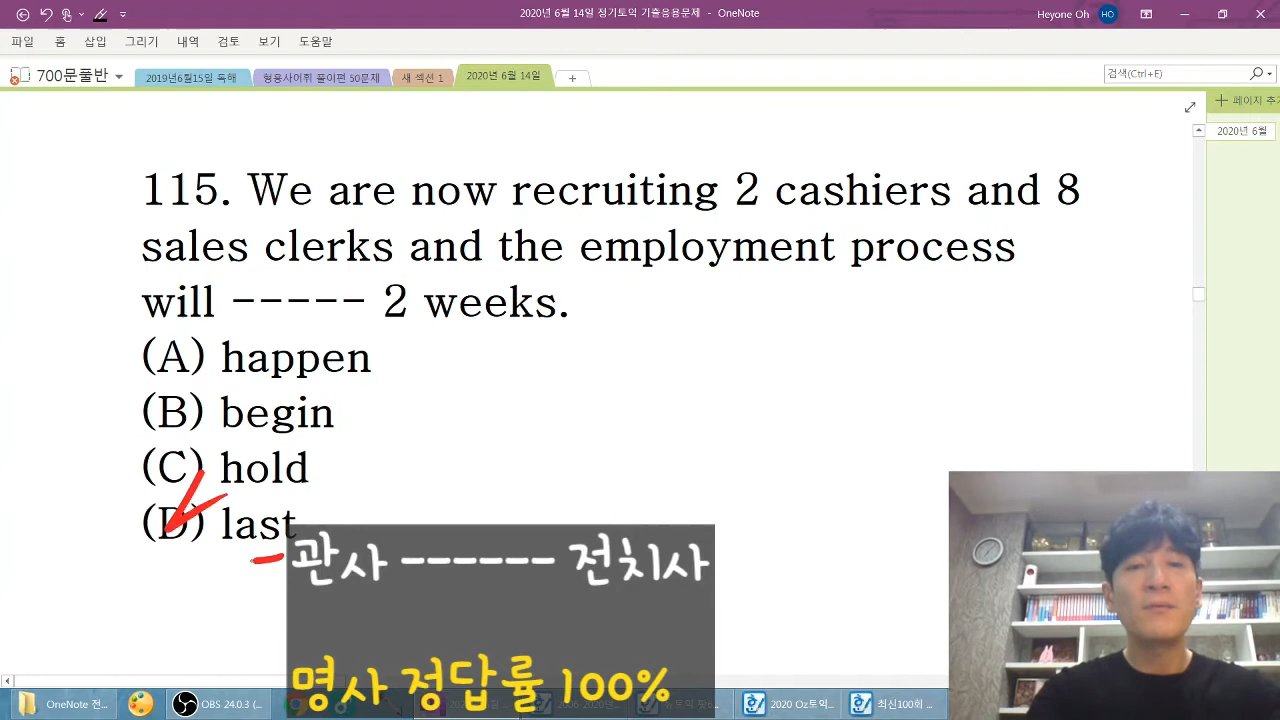 2020년 6월 14일 정기토익 기출응용문제 - OneNote
Heyone Oh
HO
파일 홈 삽입 그리기 내역 검토 보기 도움말
700문풀반
2019년6월15일 독해
형용사어휘 풀이편 50문제
새 섹션 1
2020년 6월 14일
검색(Ctrl+E)
페이지 추가
2020년 6월
115. We are now recruiting 2 cashiers and 8
sales clerks and the employment process
will ----- 2 weeks.
(A) happen
(B) begin
(C) hold
(D) last
관사 ------ 전치사
명사 정답률 100%
OneNote 전...
OBS 24.0.3 (...
2020 Oz토익...
최신100회 ...